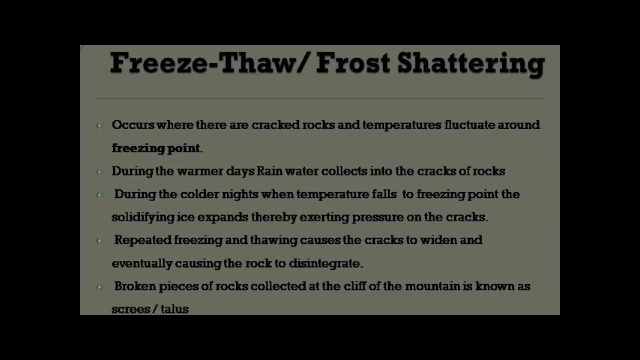 Freeze-Thaw/ Frost Shattering
Occurs where there are cracked rocks and temperatures fluctuate around
freezing point.
During the warmer days Rain water collects into the cracks of rocks
During the colder nights when temperature falls to freezing point the
solidifying ice expands thereby exerting pressure on the cracks.
Repeated freezing and thawing causes the cracks to widen and
eventually causing the rock to disintegrate.
Broken pieces of rocks collected at the cliff of the mountain is known as
screes / talus